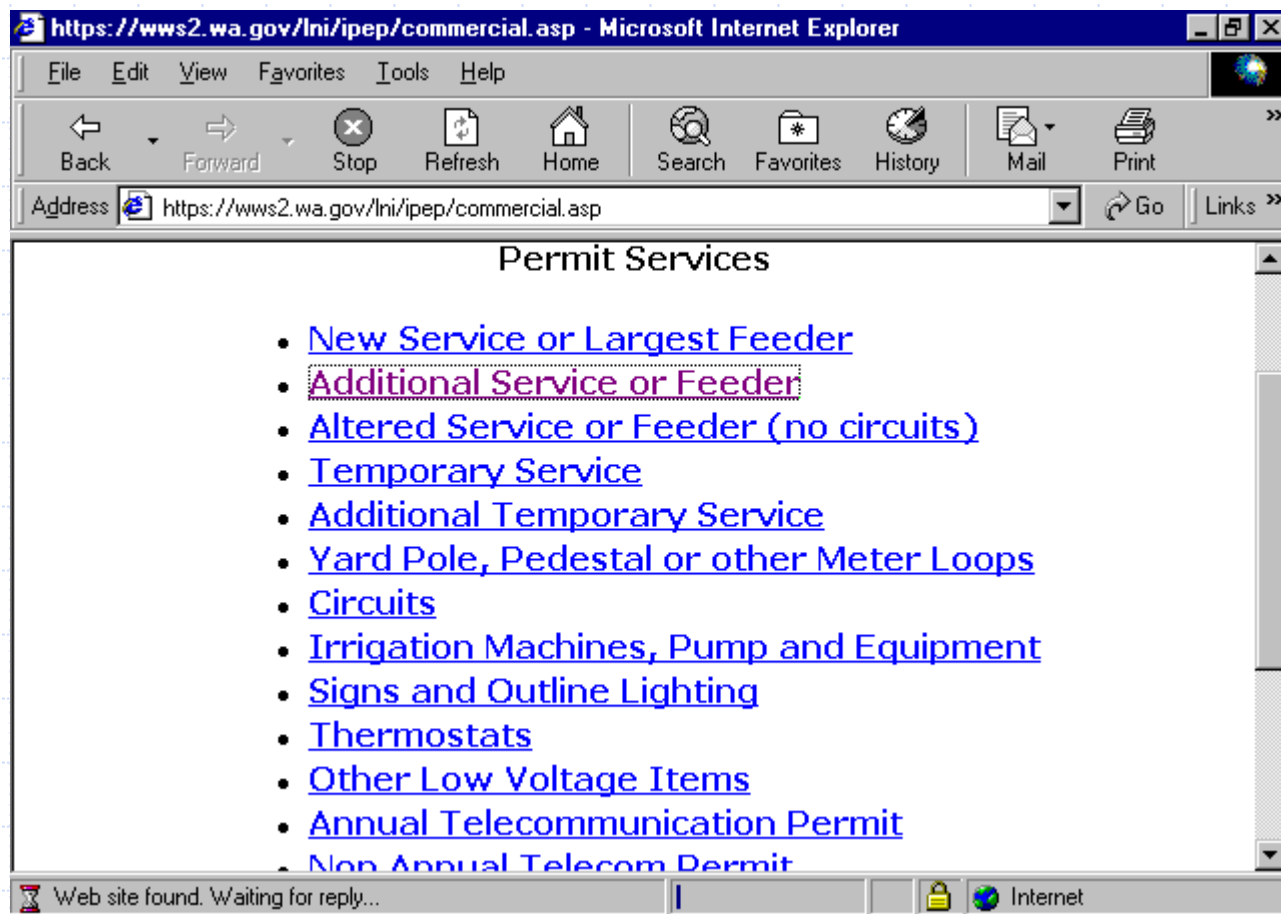 https://wws2.wa.gov/lni/ipep/commercial.asp - Microsoft Internet Explorer
File Edit View Favorites Tools Help
Back Forward Stop Refresh Home Search Favorites History Mail Print »
Address https://wws2.wa.gov/lni/ipep/commercial.asp Go Links »
Permit Services
• New Service or Largest Feeder
• Additional Service or Feeder
• Altered Service or Feeder (no circuits)
• Temporary Service
• Additional Temporary Service
• Yard Pole, Pedestal or other Meter Loops
• Circuits
• Irrigation Machines, Pump and Equipment
• Signs and Outline Lighting
• Thermostats
• Other Low Voltage Items
• Annual Telecommunication Permit
• Non Annual Telecom Permit
Web site found. Waiting for reply... Internet